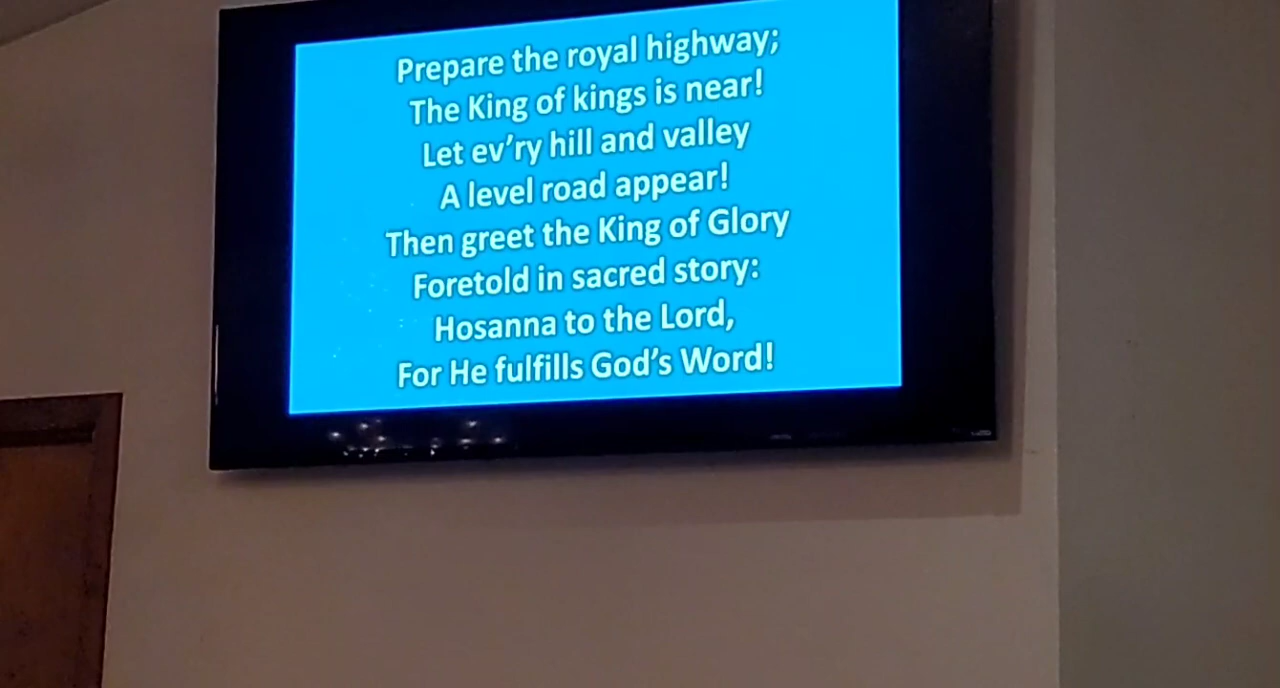 Prepare the royal highway;
The King of kings is near!
Let ev’ry hill and valley
A level road appear!
Then greet the King of Glory
Foretold in sacred story:
Hosanna to the Lord,
For He fulfills God’s Word!